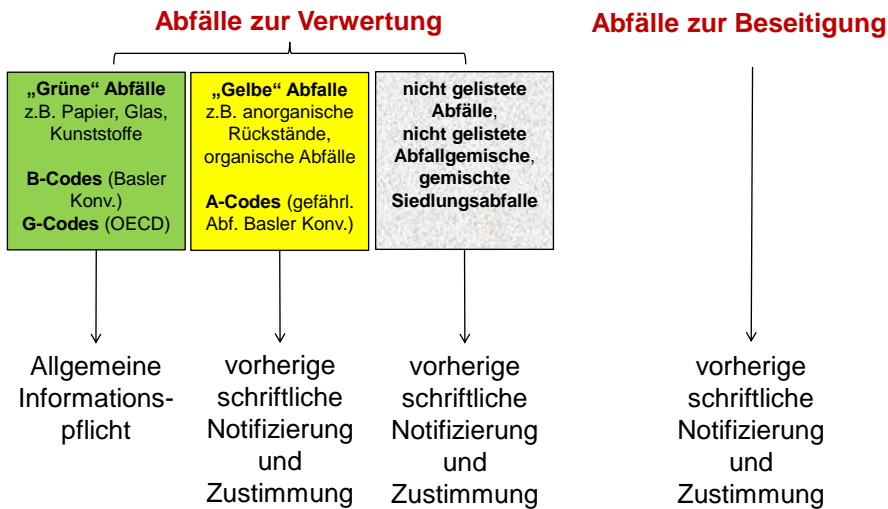 Abfälle zur Verwertung
Abfälle zur Beseitigung
„Grüne“ Abfälle
z.B. Papier, Glas,
Kunststoffe
B-Codes (Basler
Konv.)
G-Codes (OECD)
„Gelbe“ Abfalle
z.B. anorganische
Rückstände,
organische Abfälle
A-Codes (gefährl.
Abf. Basler Konv.)
nicht gelistete
Abfälle,
nicht gelistete
Abfallgemische,
gemischte
Siedlungsabfalle
Allgemeine
Informations-
pflicht
vorherige
schriftliche
Notifizierung
und
Zustimmung
vorherige
schriftliche
Notifizierung
und
Zustimmung
vorherige
schriftliche
Notifizierung
und
Zustimmung